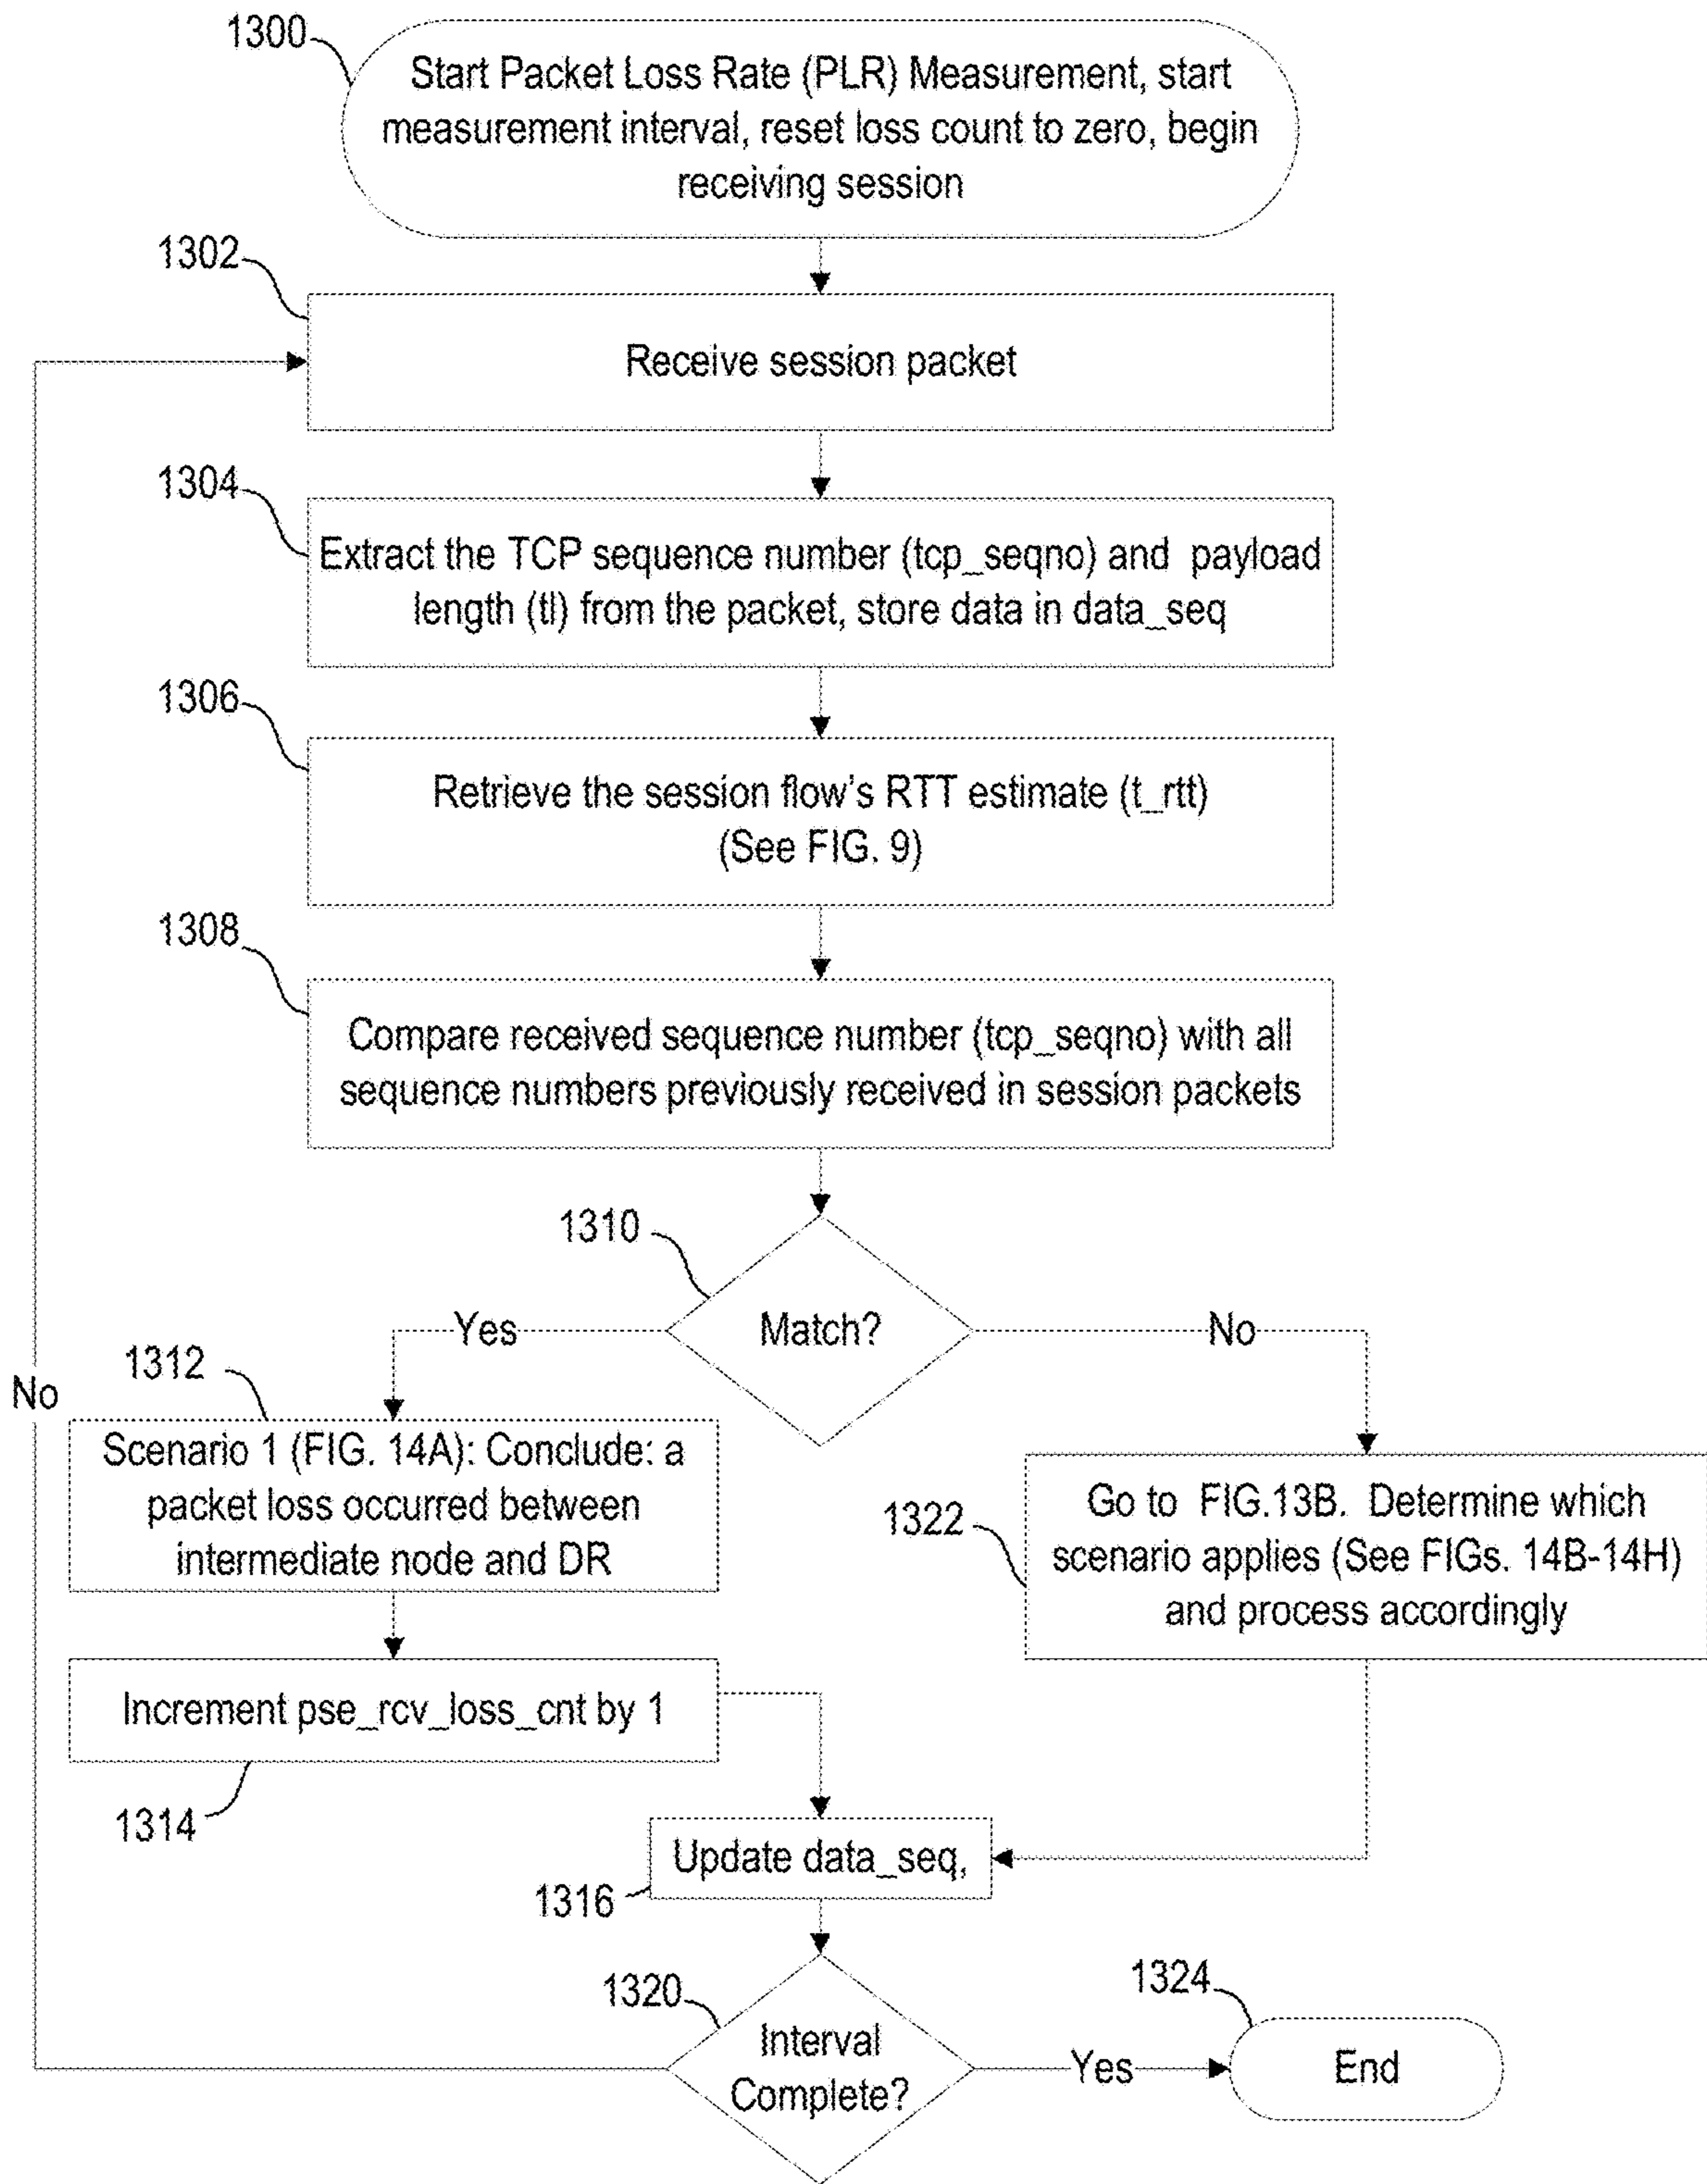 1300
Start Packet Loss Rate (PLR) Measurement, start
measurement interval, reset loss count to zero, begin
receiving session
1302
Receive session packet
1304
Extract the TCP sequence number (tcp_seqno) and payload
length (tl) from the packet, store data in data_seq
1306
Retrieve the session flow's RTT estimate (t_rtt)
(See FIG. 9)
1308
Compare received sequence number (tcp_seqno) with all
sequence numbers previously received in session packets
1310
Match?
Yes
No
1312
No
Scenario 1 (FIG. 14A): Conclude: a
packet loss occurred between
intermediate node and DR
1322
Go to FIG.13B. Determine which
scenario applies (See FIGs. 14B-14H)
and process accordingly
Increment pse_rcv_loss_cnt by 1
1314
Update data_seq,
1316
1320
Interval
Complete?
Yes
1324
End